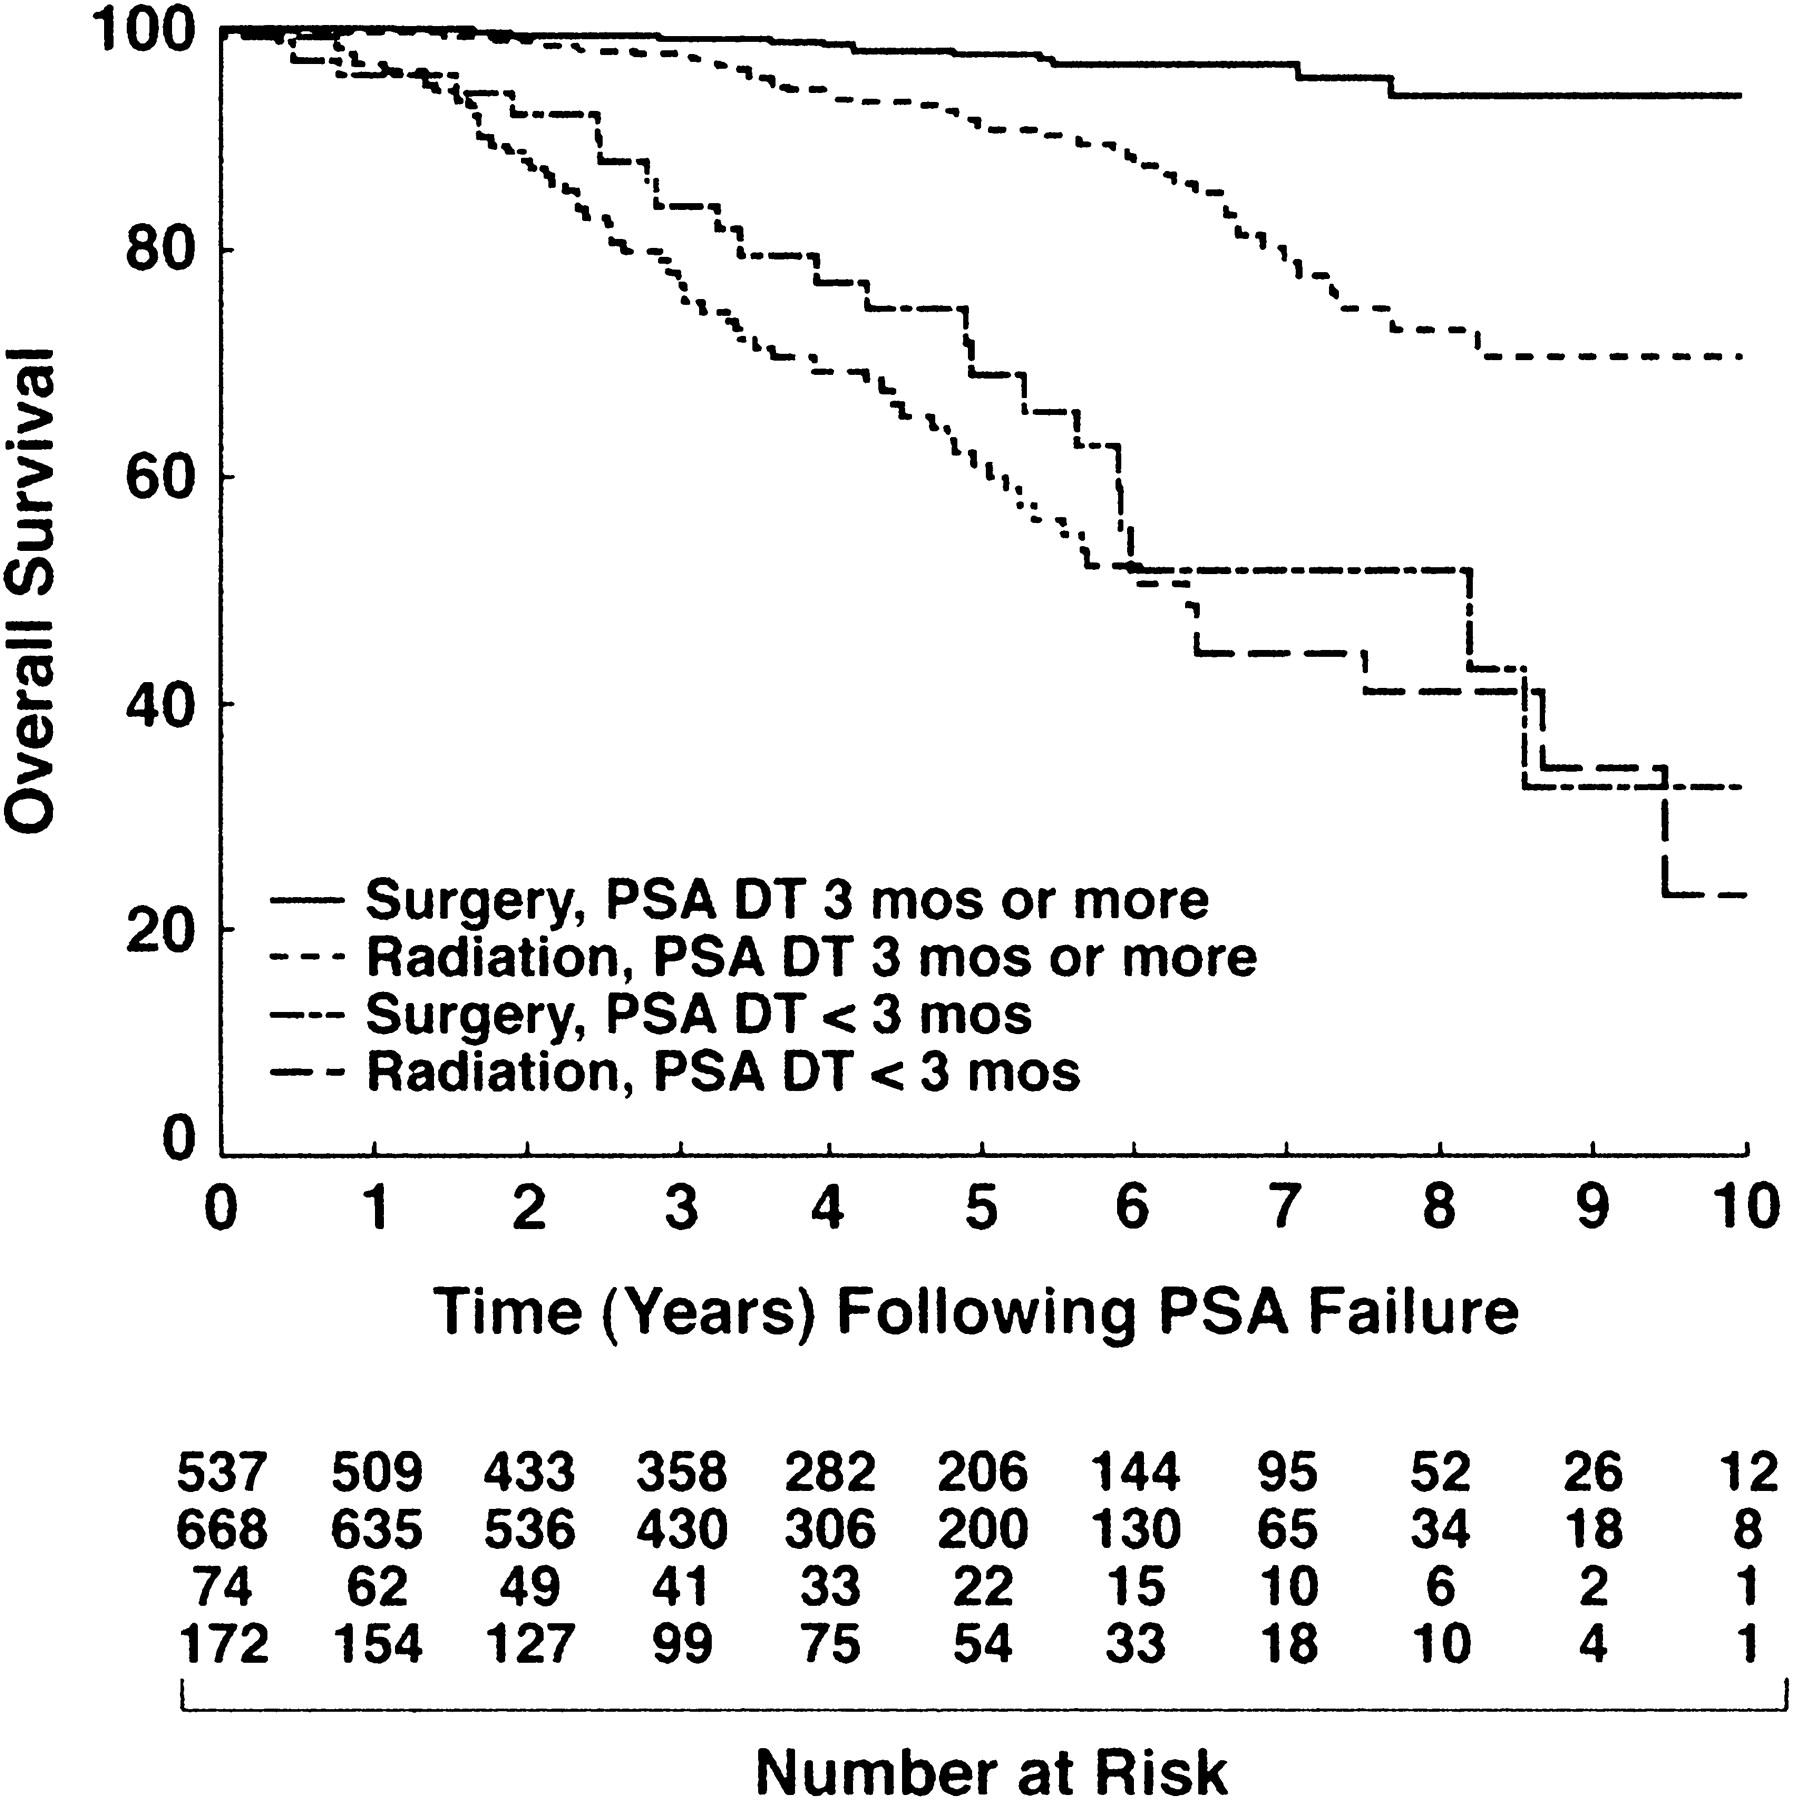 100
80
60
40
20
0
Overall Survival
Surgery, PSA DT 3 mos or more
Radiation, PSA DT 3 mos or more
Surgery, PSA DT < 3 mos
Radiation, PSA DT < 3 mos
0 1 2 3 4 5 6 7 8 9 10
Time (Years) Following PSA Failure
537 509 433 358 282 206 144 95 52 26 12
668 635 536 430 306 200 130 65 34 18 8
74 62 49 41 33 22 15 10 6 2 1
172 154 127 99 75 54 33 18 10 4 1
Number at Risk